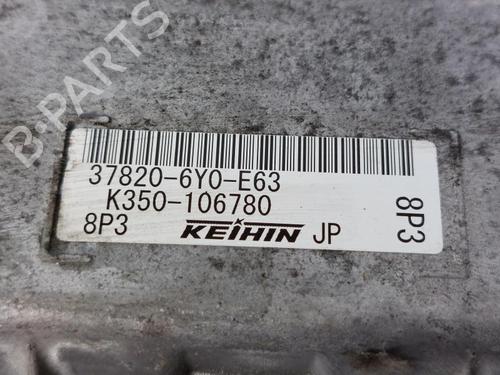 B-PARTS
37820-6Y0-E63
K350-106780
8P3
KEIHIN JP
8P3